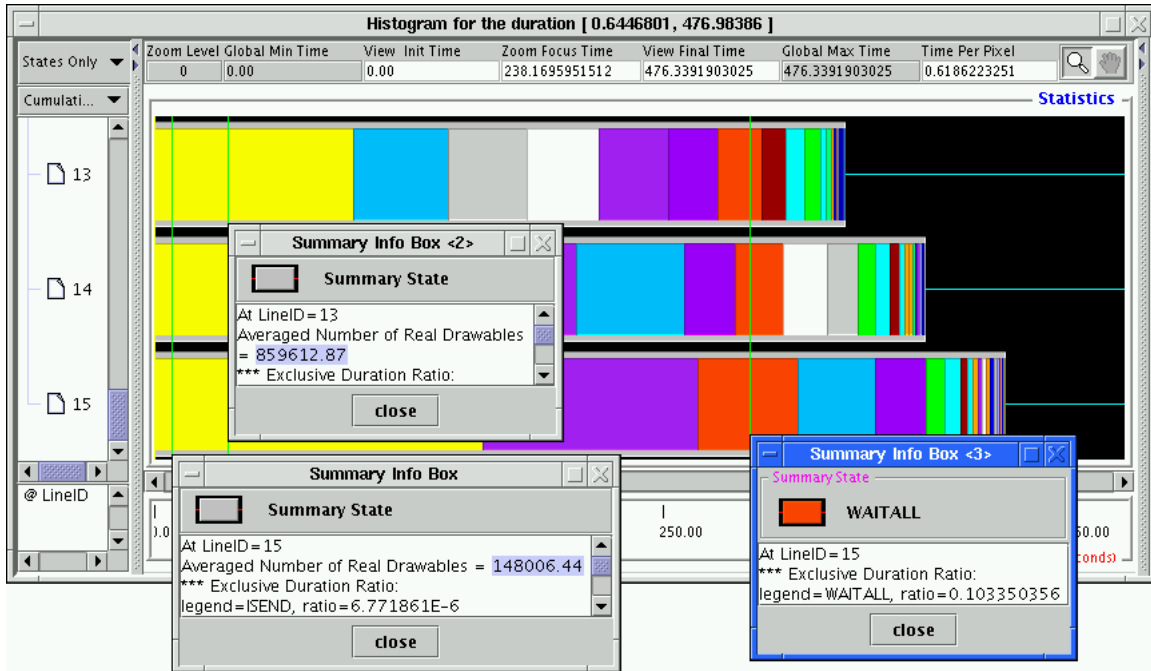 Histogram for the duration [ 0.6446801, 476.98386 ]
States Only
Zoom Level Global Min Time View Init Time Zoom Focus Time View Final Time Global Max Time Time Per Pixel
0 0.00 0.00 238.1695951512 476.3391903025 476.3391903025 0.6186223251
Cumulati...
Statistics
13
14
15
Summary Info Box <2>
Summary State
At LineID=13
Averaged Number of Real Drawables
= 859612.87
*** Exclusive Duration Ratio:
close
Summary Info Box
Summary State
At LineID=15
Averaged Number of Real Drawables = 148006.44
*** Exclusive Duration Ratio:
legend=ISEND, ratio=6.771861E-6
close
Summary Info Box <3>
Summary State
WAITALL
At LineID=15
*** Exclusive Duration Ratio:
legend=WAITALL, ratio=0.103350356
close
@ LineID
250.00